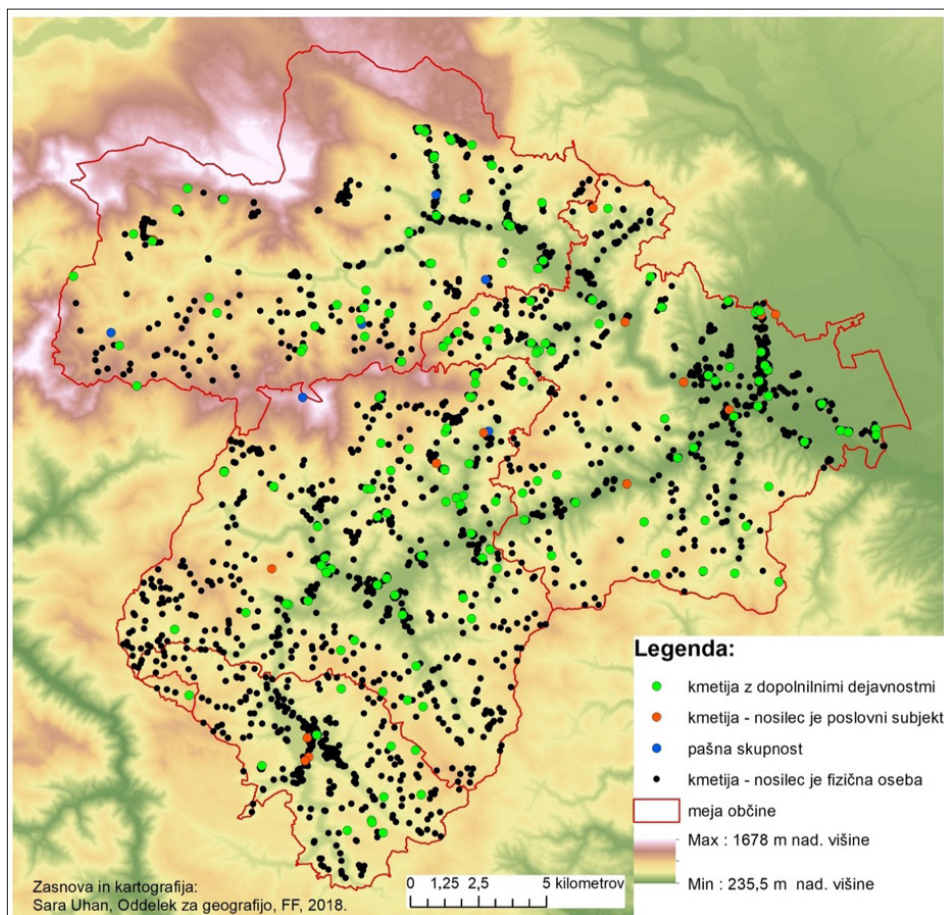 Legenda:
kmetija z dopolnilnimi dejavnostmi
kmetija - nosilec je poslovni subjekt
pašna skupnost
kmetija - nosilec je fizična oseba
meja občine
Max : 1678 m nad. višine
Min : 235,5 m nad. višine
Zasnova in kartografija:
Sara Uhan, Oddelek za geografijo, FF, 2018.
0 1,25 2,5 5 kilometrov